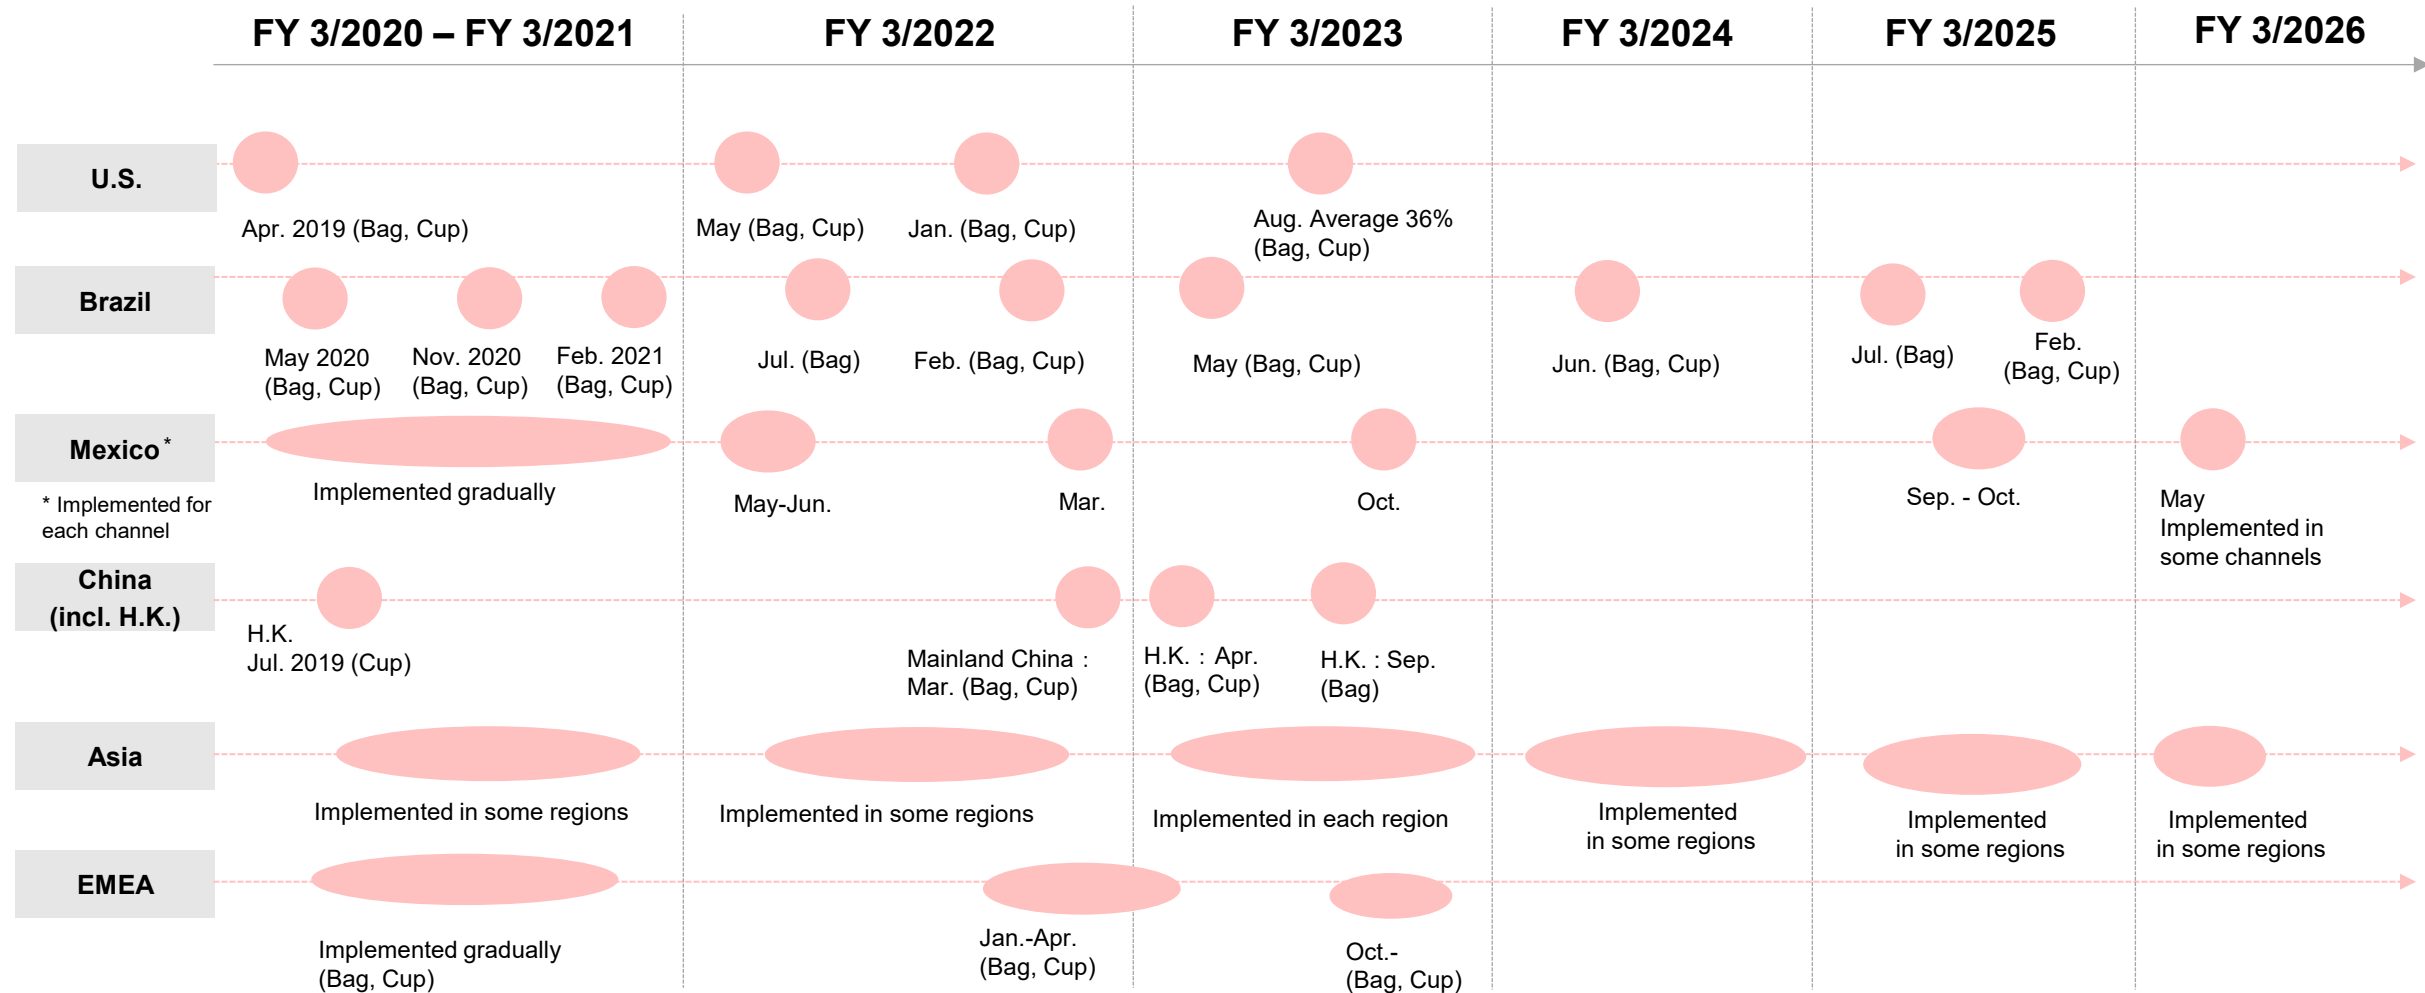 FY 3/2020 – FY 3/2021
FY 3/2022
FY 3/2023
FY 3/2024
FY 3/2025
FY 3/2026
U.S.
Apr. 2019 (Bag, Cup)
May (Bag, Cup)
Jan. (Bag, Cup)
Aug. Average 36%
(Bag, Cup)
Brazil
May 2020
(Bag, Cup)
Nov. 2020
(Bag, Cup)
Feb. 2021
(Bag, Cup)
Jul. (Bag)
Feb. (Bag, Cup)
May (Bag, Cup)
Jun. (Bag, Cup)
Jul. (Bag)
Feb.
(Bag, Cup)
Mexico*
* Implemented for
each channel
Implemented gradually
May-Jun.
Mar.
Oct.
Sep. - Oct.
May
Implemented in
some channels
China
(incl. H.K.)
H.K.
Jul. 2019 (Cup)
Mainland China :
Mar. (Bag, Cup)
H.K. : Apr.
(Bag, Cup)
H.K. : Sep.
(Bag)
Asia
Implemented in some regions
Implemented in some regions
Implemented in each region
Implemented
in some regions
Implemented
in some regions
Implemented
in some regions
EMEA
Implemented gradually
(Bag, Cup)
Jan.-Apr.
(Bag, Cup)
Oct.-
(Bag, Cup)